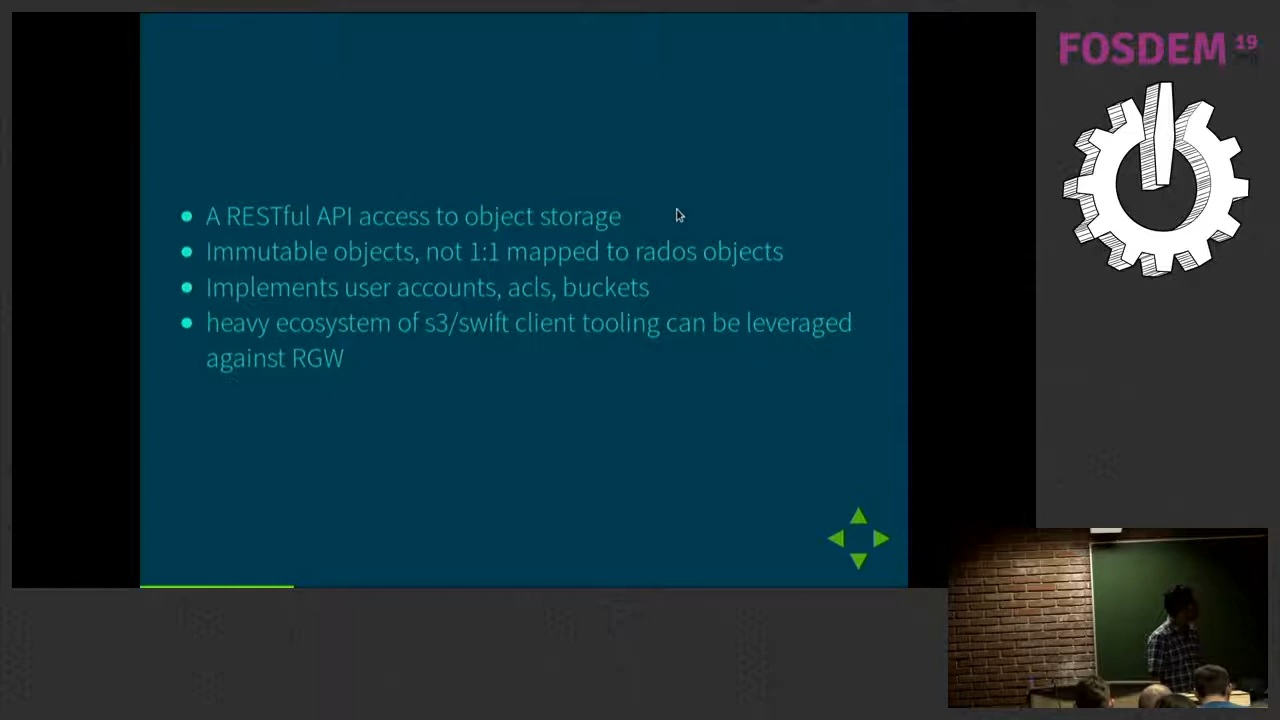 FOSDEM 19
• A RESTful API access to object storage
• Immutable objects, not 1:1 mapped to rados objects
• Implements user accounts, acls, buckets
• heavy ecosystem of s3/swift client tooling can be leveraged
against RGW